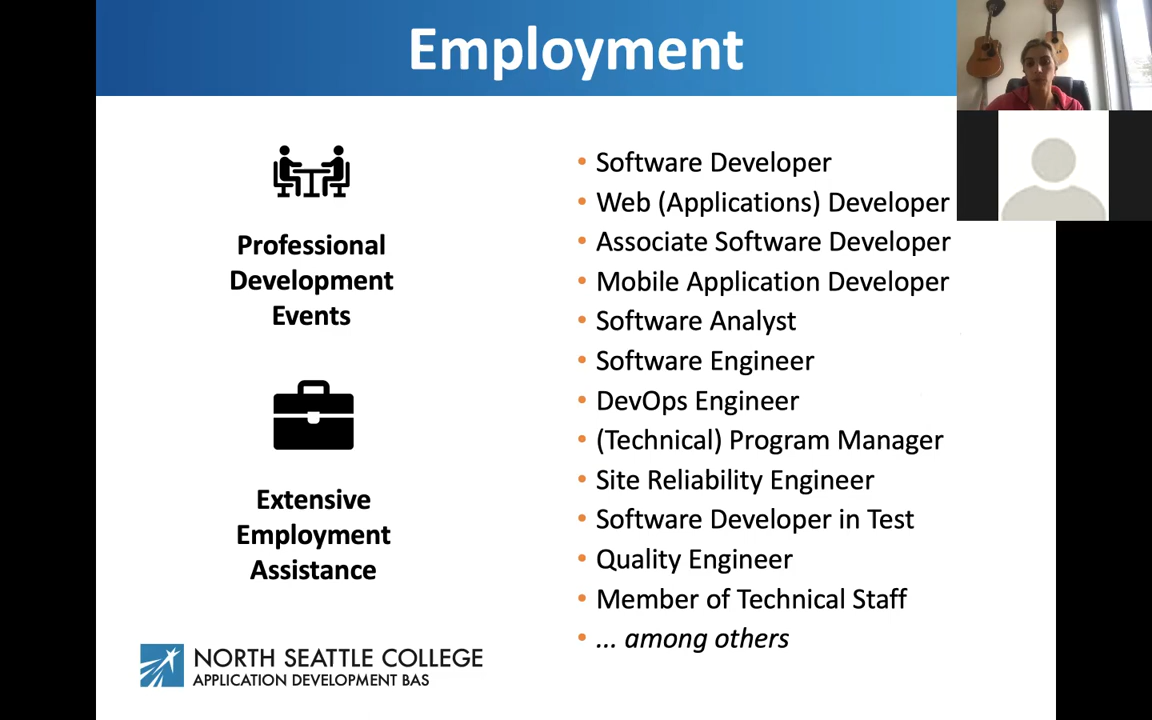 Employment
Professional
Development
Events
Extensive
Employment
Assistance
• Software Developer
• Web (Applications) Developer
• Associate Software Developer
• Mobile Application Developer
• Software Analyst
• Software Engineer
• DevOps Engineer
• (Technical) Program Manager
• Site Reliability Engineer
• Software Developer in Test
• Quality Engineer
• Member of Technical Staff
• ... among others
NORTH SEATTLE COLLEGE
APPLICATION DEVELOPMENT BAS